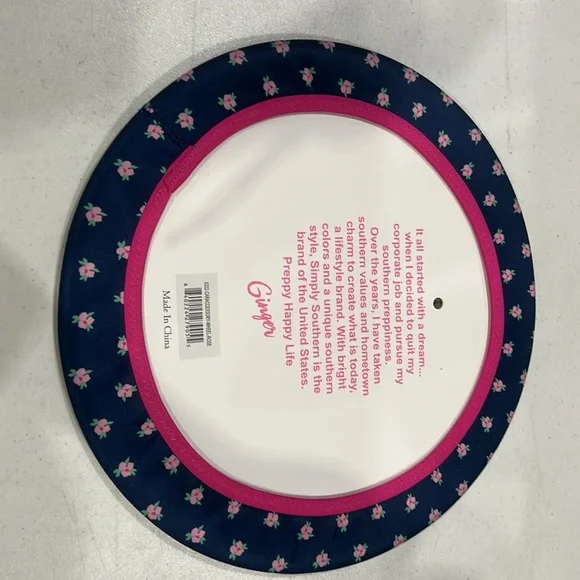 It all started with a dream...
when I decided to quit my
corporate job and pursue my
southern preppiness.
Over the years, I have taken
southern values and hometown
charm to create what is today,
a lifestyle brand. With bright
colors and a unique southern
style, Simply Southern is the
brand of the United States.
Preppy Happy Life
Ginger
Made In China